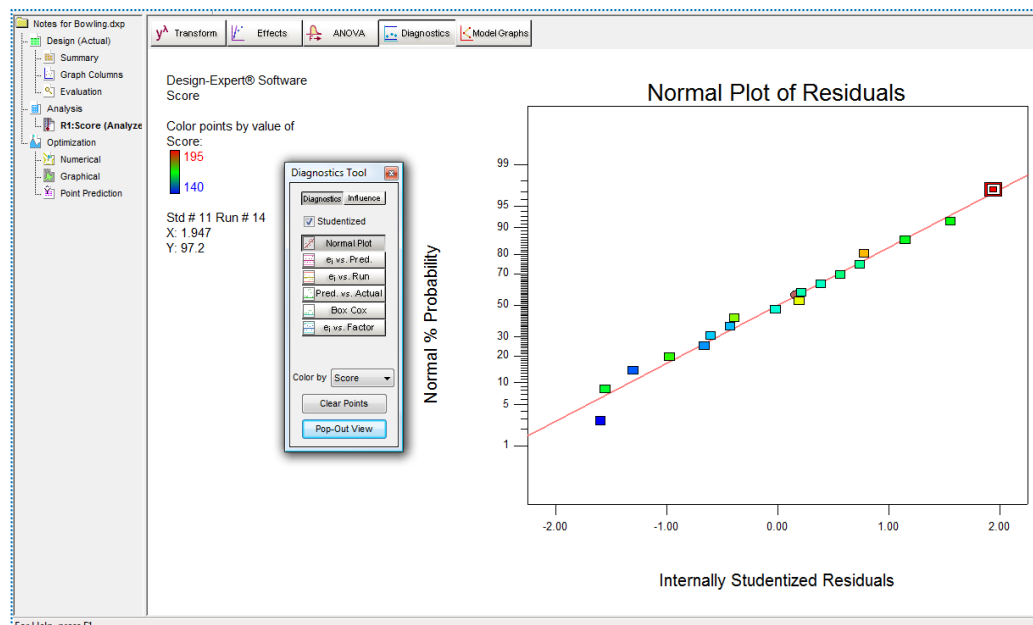 Notes for Bowling.dxp
Design (Actual)
Summary
Graph Columns
Evaluation
Analysis
R1:Score (Analyze
Optimization
Numerical
Graphical
Point Prediction
yλ Transform
Effects
ANOVA
Diagnostics
Model Graphs
Design-Expert® Software
Score
Color points by value of
Score:
195
140
Std # 11 Run # 14
X: 1.947
Y: 97.2
Diagnostics Tool
Diagnostics Influence
Studentized
Normal Plot
ei vs. Pred.
ei vs. Run
Pred. vs. Actual
Box Cox
ei vs. Factor
Color by Score
Clear Points
Pop-Out View
Normal Plot of Residuals
Normal % Probability
99
95
90
80
70
50
30
20
10
5
1
-2.00 -1.00 0.00 1.00 2.00
Internally Studentized Residuals
For Help, press F1